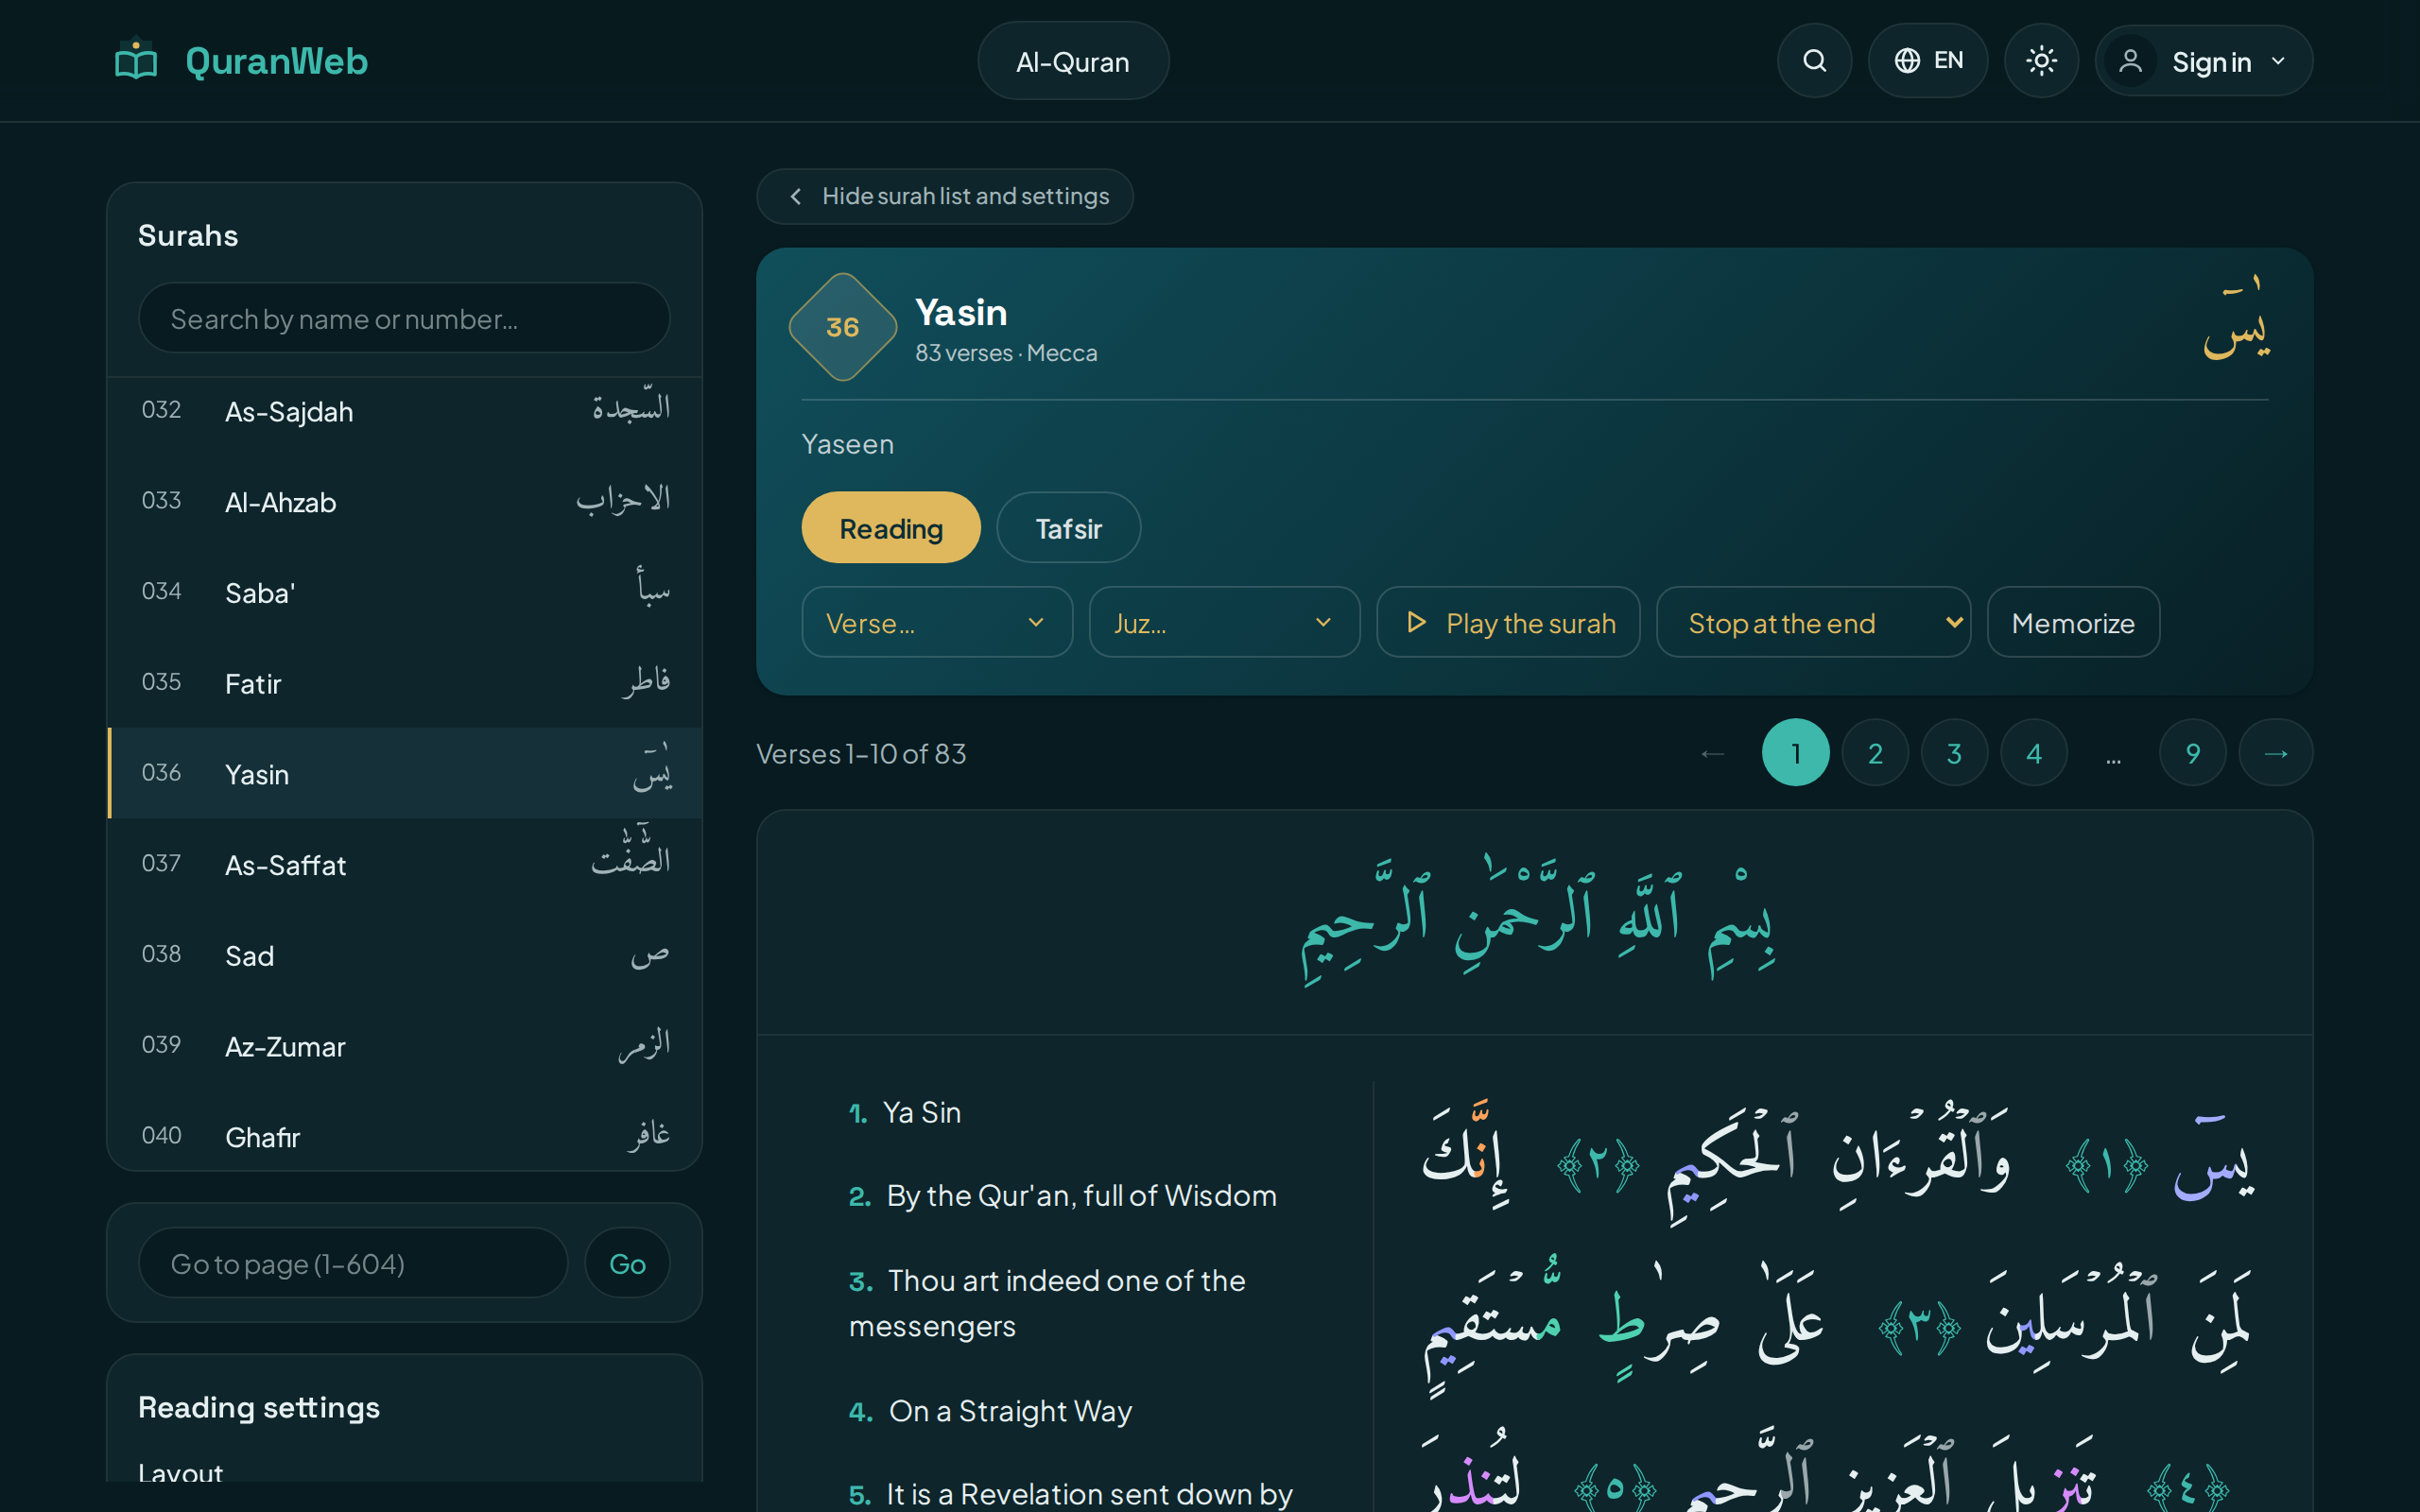 QuranWeb
Al-Quran
EN
Sign in
Surahs
Search by name or number...
032 As-Sajdah السّجدة
033 Al-Ahzab الاحزاب
034 Saba' سبأ
035 Fatir فاطر
036 Yasin يٰسۤ
037 As-Saffat الصّٰۤفّٰت
038 Sad ص
039 Az-Zumar الزمر
040 Ghafir غافر
Go to page (1-604)
Go
Reading settings
Layout
Hide surah list and settings
36
Yasin
83 verses · Mecca
يٰسۤ
Yaseen
Reading
Tafsir
Verse...
Juz...
Play the surah
Stop at the end
Memorize
Verses 1–10 of 83
← 1 2 3 4 ... 9 →
بِسْمِ ٱللَّهِ ٱلرَّحْمَٰنِ ٱلرَّحِيمِ
1. Ya Sin
2. By the Qur'an, full of Wisdom
3. Thou art indeed one of the
messengers
4. On a Straight Way
5. It is a Revelation sent down by
يسٓ ﴿١﴾ وَٱلْقُرْءَانِ ٱلْحَكِيمِ ﴿٢﴾ إِنَّكَ
لَمِنَ ٱلْمُرْسَلِينَ ﴿٣﴾ عَلَىٰ صِرَٰطٍ مُّسْتَقِيمٍ
﴿٤﴾ تَنزِيلَ ٱلْعَزِيزِ ٱلرَّحِيمِ ﴿٥﴾ لِتُنذِرَ